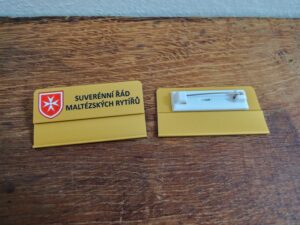 SUVERÉNNÍ ŘÁD
MALTÉZSKÝCH RYTÍŘŮ